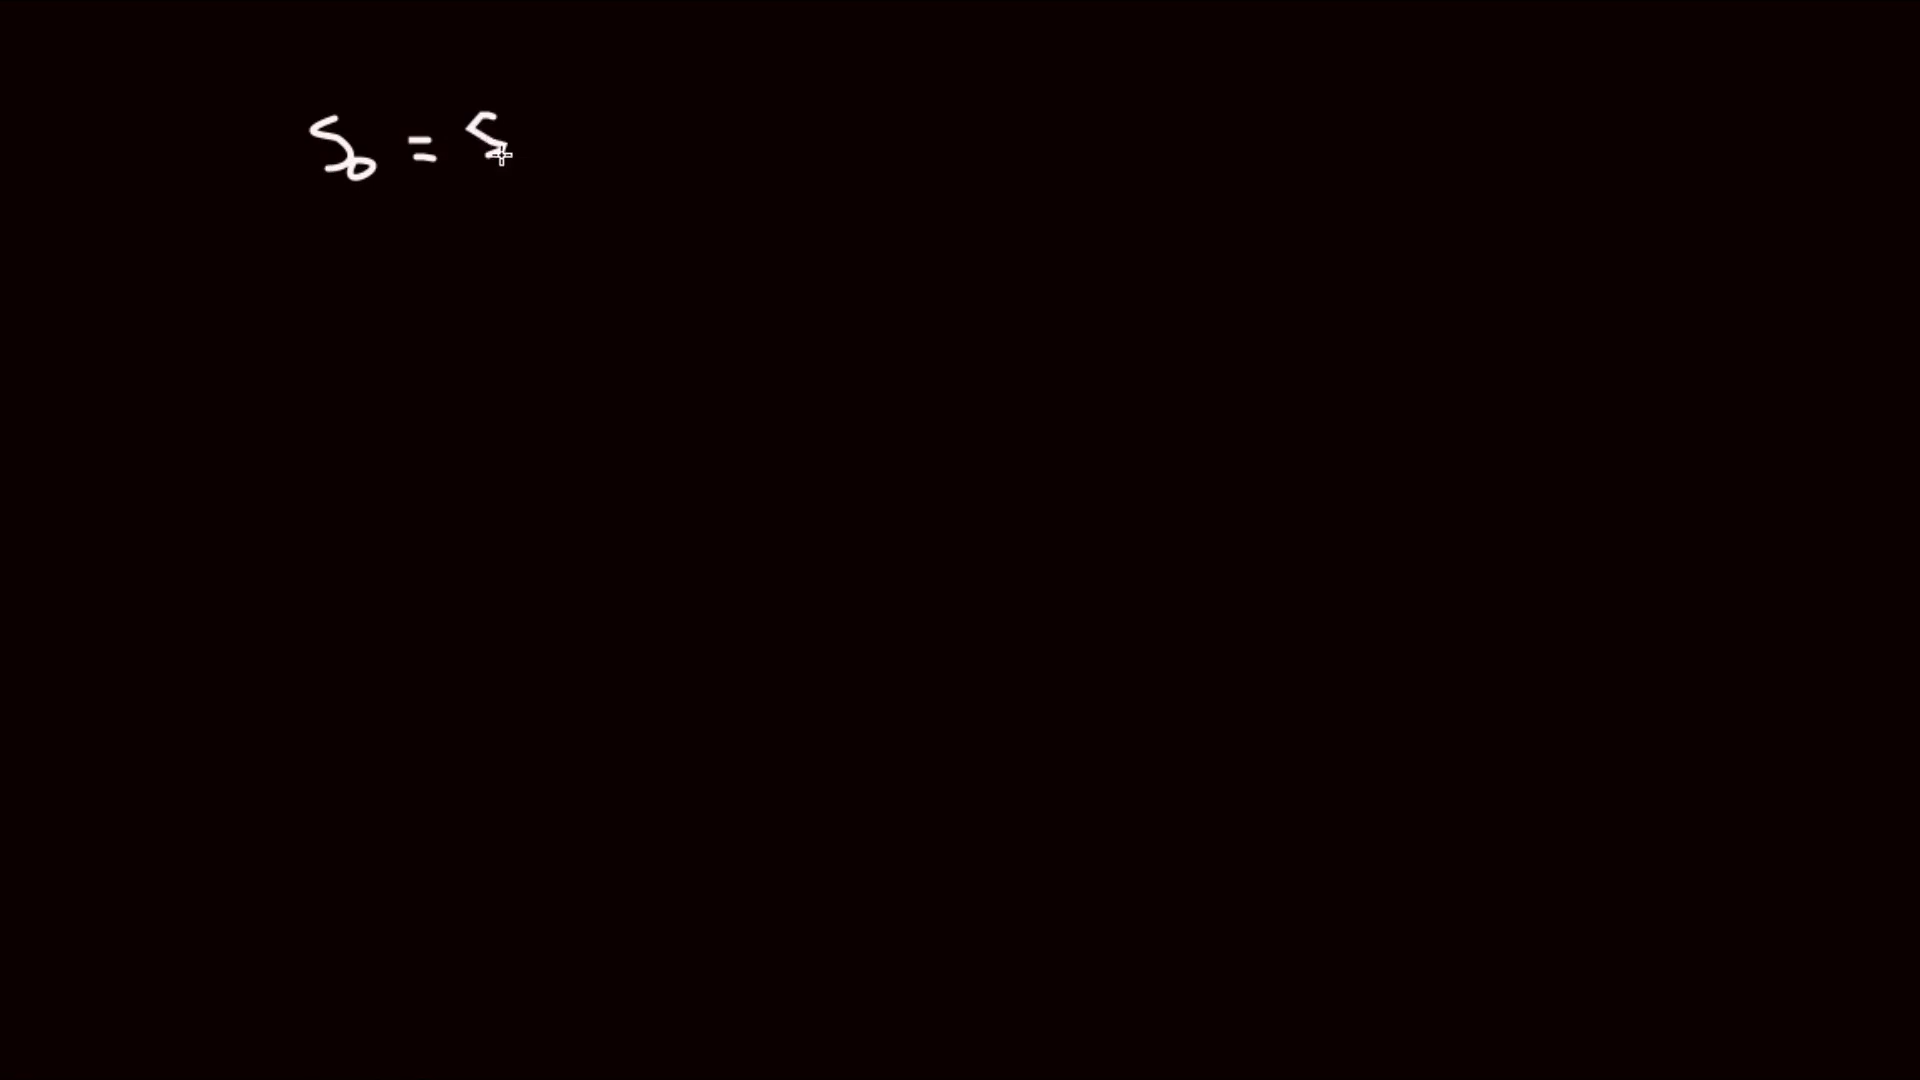 S₀ = S